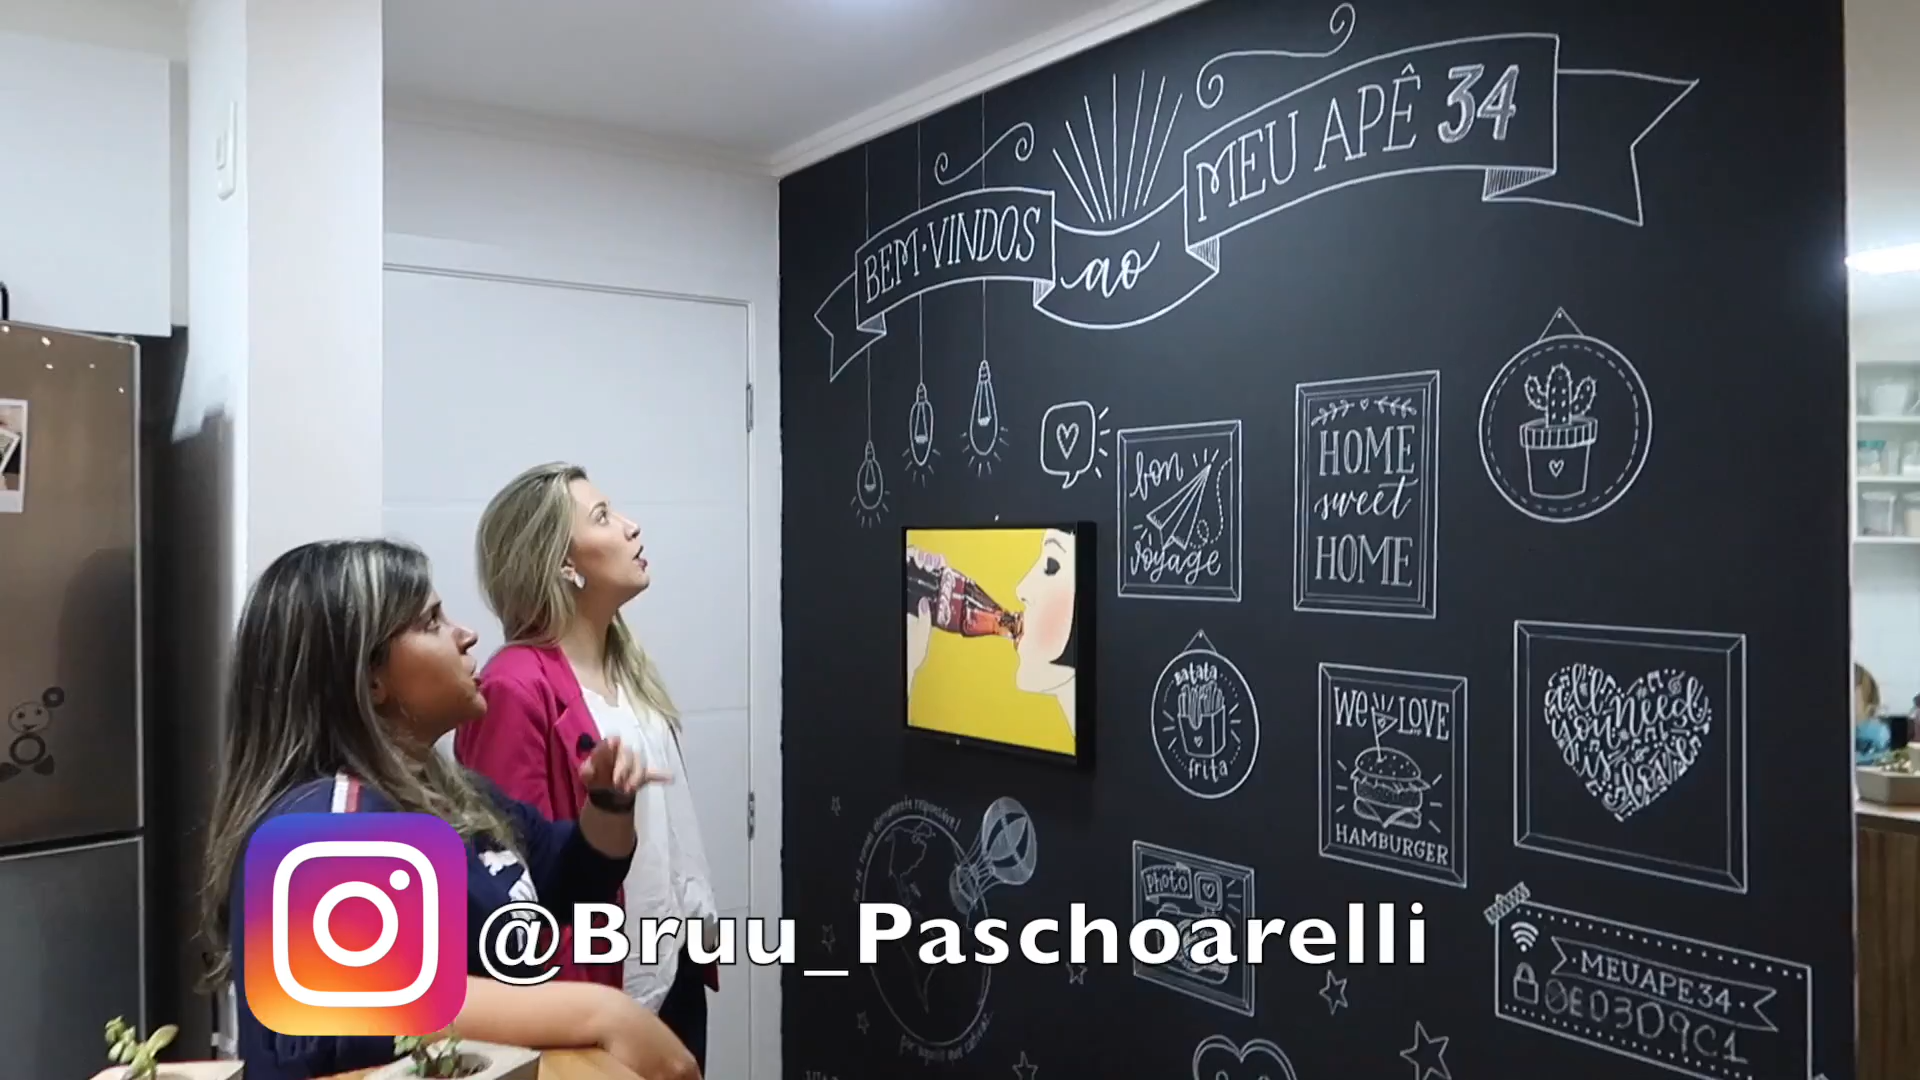 BEM·VINDOS
ao
MEU APÊ 34
bon
voyage
HOME
sweet
HOME
Batata
frita
We LOVE
HAMBURGER
all
you need
is love
Photo
@Bruu_Paschoarelli
·MEUAPE34·